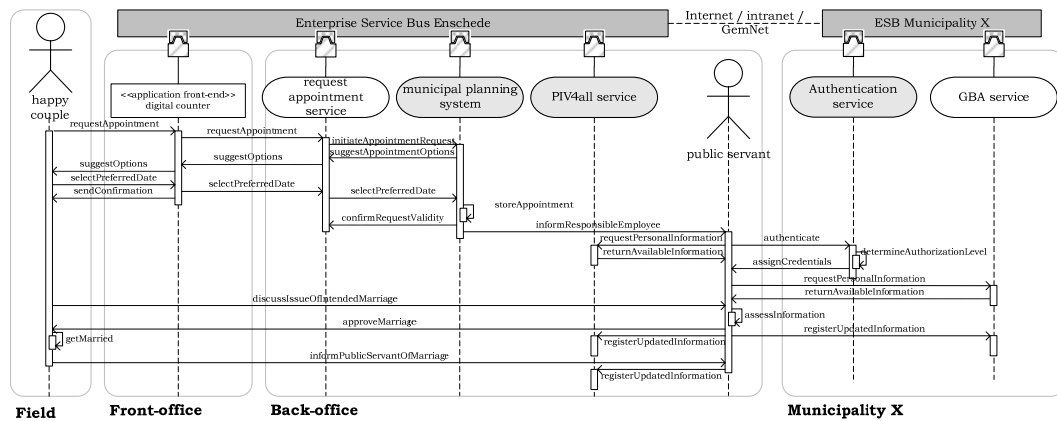 Enterprise Service Bus Enschede
Internet / intranet /
GemNet
ESB Municipality X
happy
couple
<<application front-end>>
digital counter
request
appointment
service
municipal planning
system
PIV4all service
public servant
Authentication
service
GBA service
requestAppointment
requestAppointment
initiateAppointmentRequest
suggestAppointmentOptions
suggestOptions
suggestOptions
selectPreferredDate
selectPreferredDate
selectPreferredDate
sendConfirmation
storeAppointment
confirmRequestValidity
informResponsibleEmployee
requestPersonalInformation
authenticate
returnAvailableInformation
determineAuthorizationLevel
assignCredentials
requestPersonalInformation
returnAvailableInformation
discussIssueOfIntendedMarriage
assessInformation
approveMarriage
registerUpdatedInformation
getMarried
registerUpdatedInformation
informPublicServantOfMarriage
registerUpdatedInformation
Field
Front-office
Back-office
Municipality X